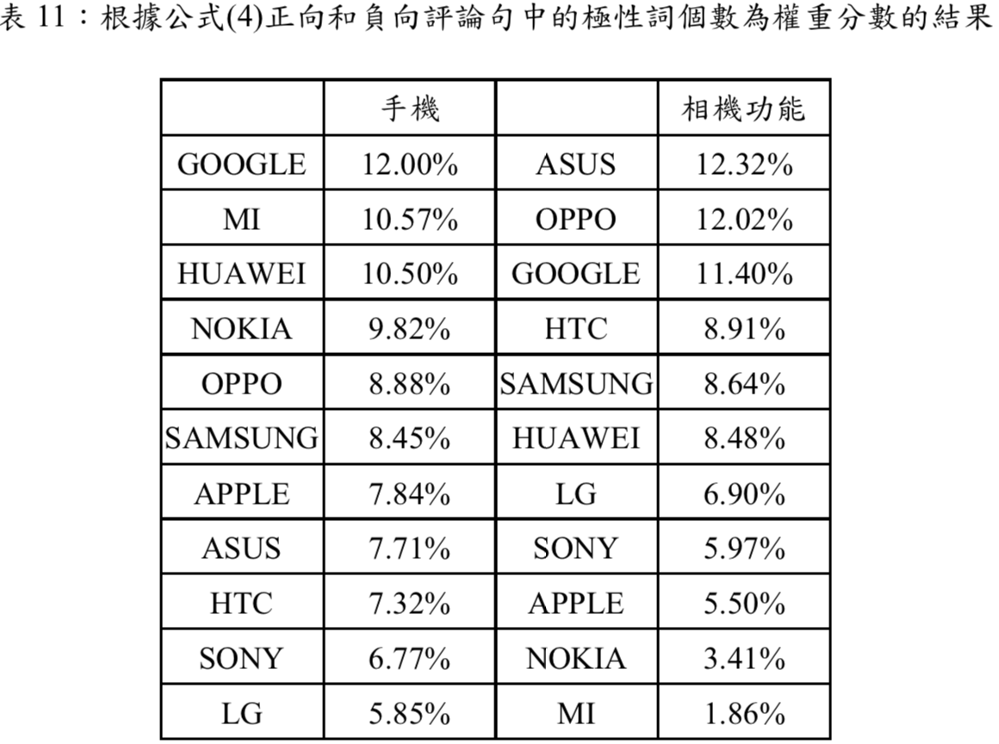 表 11：根據公式(4)正向和負向評論句中的極性詞個數為權重分數的結果
手機 相機功能
GOOGLE 12.00% ASUS 12.32%
MI 10.57% OPPO 12.02%
HUAWEI 10.50% GOOGLE 11.40%
NOKIA 9.82% HTC 8.91%
OPPO 8.88% SAMSUNG 8.64%
SAMSUNG 8.45% HUAWEI 8.48%
APPLE 7.84% LG 6.90%
ASUS 7.71% SONY 5.97%
HTC 7.32% APPLE 5.50%
SONY 6.77% NOKIA 3.41%
LG 5.85% MI 1.86%